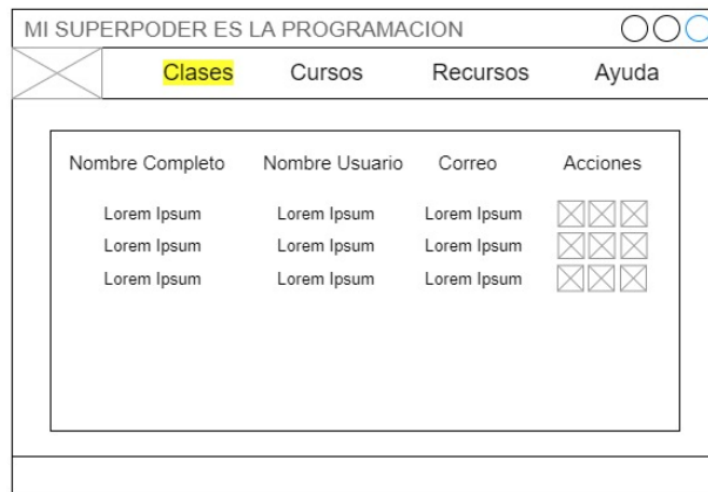 MI SUPERPODER ES LA PROGRAMACION
Clases Cursos Recursos Ayuda
Nombre Completo Nombre Usuario Correo Acciones
Lorem Ipsum Lorem Ipsum Lorem Ipsum
Lorem Ipsum Lorem Ipsum Lorem Ipsum
Lorem Ipsum Lorem Ipsum Lorem Ipsum